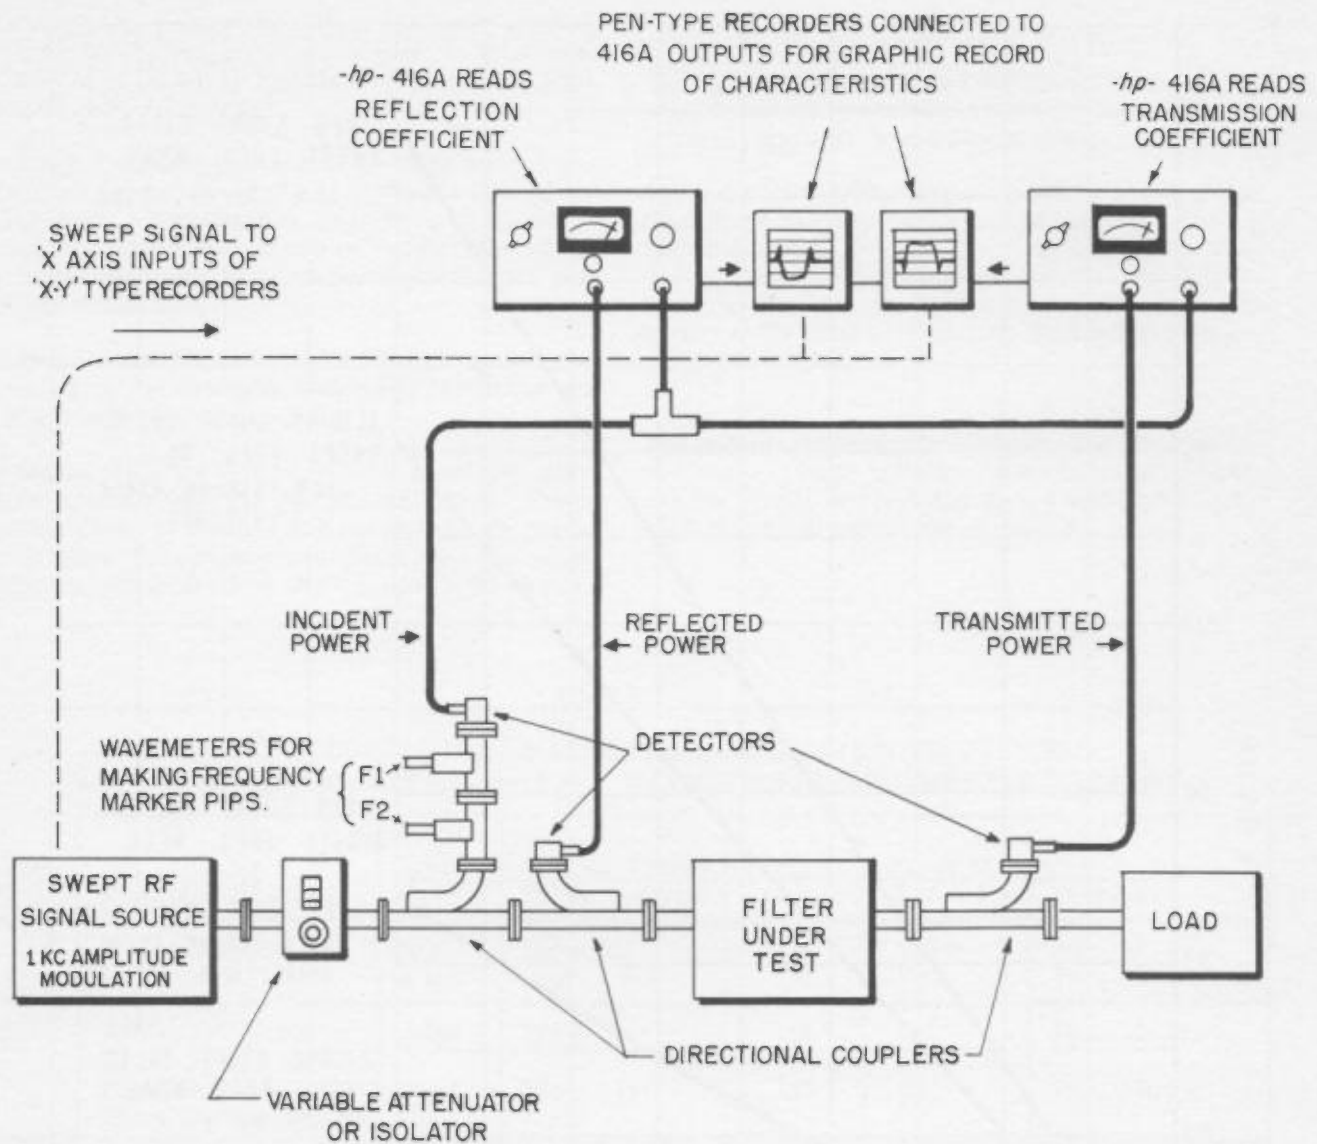 PEN-TYPE RECORDERS CONNECTED TO
416A OUTPUTS FOR GRAPHIC RECORD
OF CHARACTERISTICS
-hp- 416A READS
REFLECTION
COEFFICIENT
-hp- 416A READS
TRANSMISSION
COEFFICIENT
SWEEP SIGNAL TO
'X' AXIS INPUTS OF
'X-Y' TYPE RECORDERS
INCIDENT
POWER
REFLECTED
POWER
TRANSMITTED
POWER
DETECTORS
WAVEMETERS FOR
MAKING FREQUENCY
MARKER PIPS.
F1
F2
SWEPT RF
SIGNAL SOURCE
1 KC AMPLITUDE
MODULATION
FILTER
UNDER
TEST
LOAD
DIRECTIONAL COUPLERS
VARIABLE ATTENUATOR
OR ISOLATOR